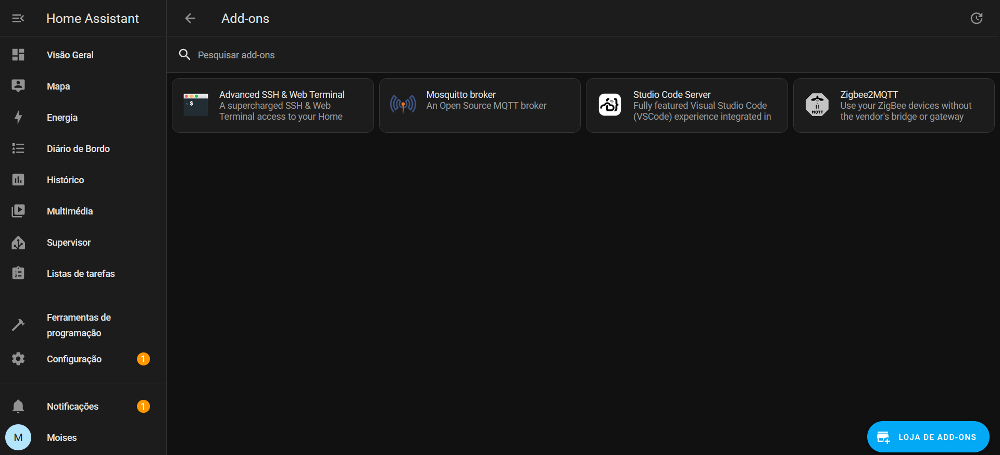 Home Assistant
Visão Geral
Mapa
Energia
Diário de Bordo
Histórico
Multimédia
Supervisor
Listas de tarefas
Ferramentas de
programação
Configuração 1
Notificações 1
M Moises
Add-ons
Pesquisar add-ons
$
Advanced SSH & Web Terminal
A supercharged SSH & Web
Terminal access to your Home
Mosquitto broker
An Open Source MQTT broker
Studio Code Server
Fully featured Visual Studio Code
(VSCode) experience integrated in
MQTT
Zigbee2MQTT
Use your ZigBee devices without
the vendor's bridge or gateway
LOJA DE ADD-ONS